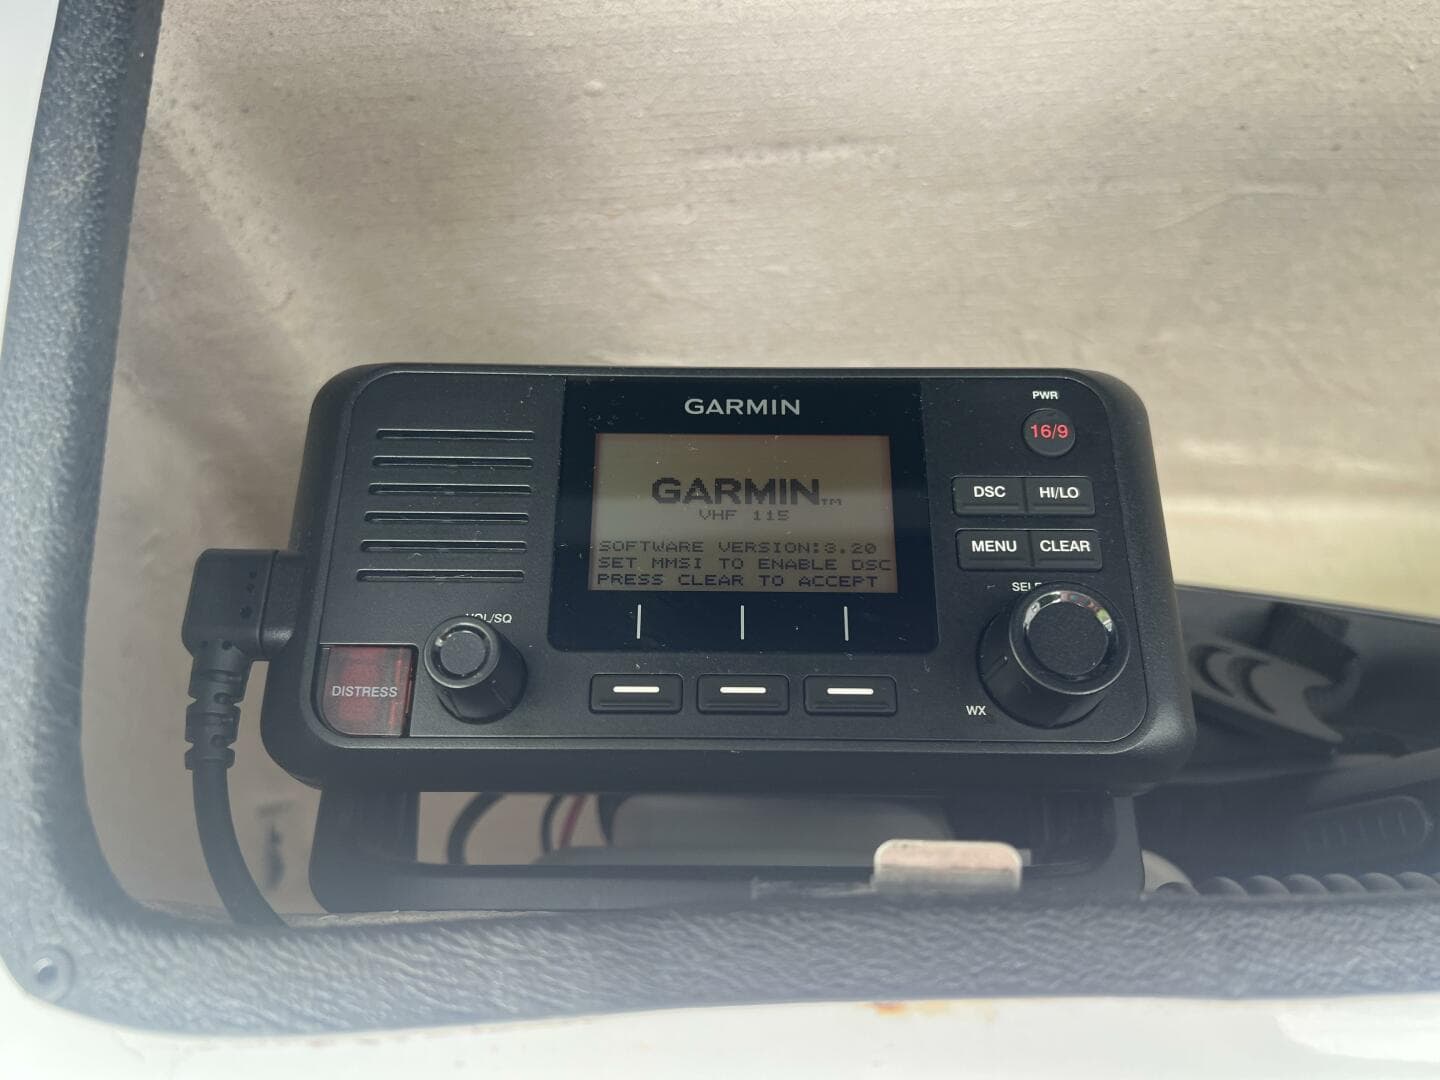 GARMIN
PWR
16/9
GARMIN™
VHF 115
SOFTWARE VERSION:3.20
SET MMSI TO ENABLE DSC
PRESS CLEAR TO ACCEPT
DSC
HI/LO
MENU
CLEAR
VOL/SQ
DISTRESS
WX